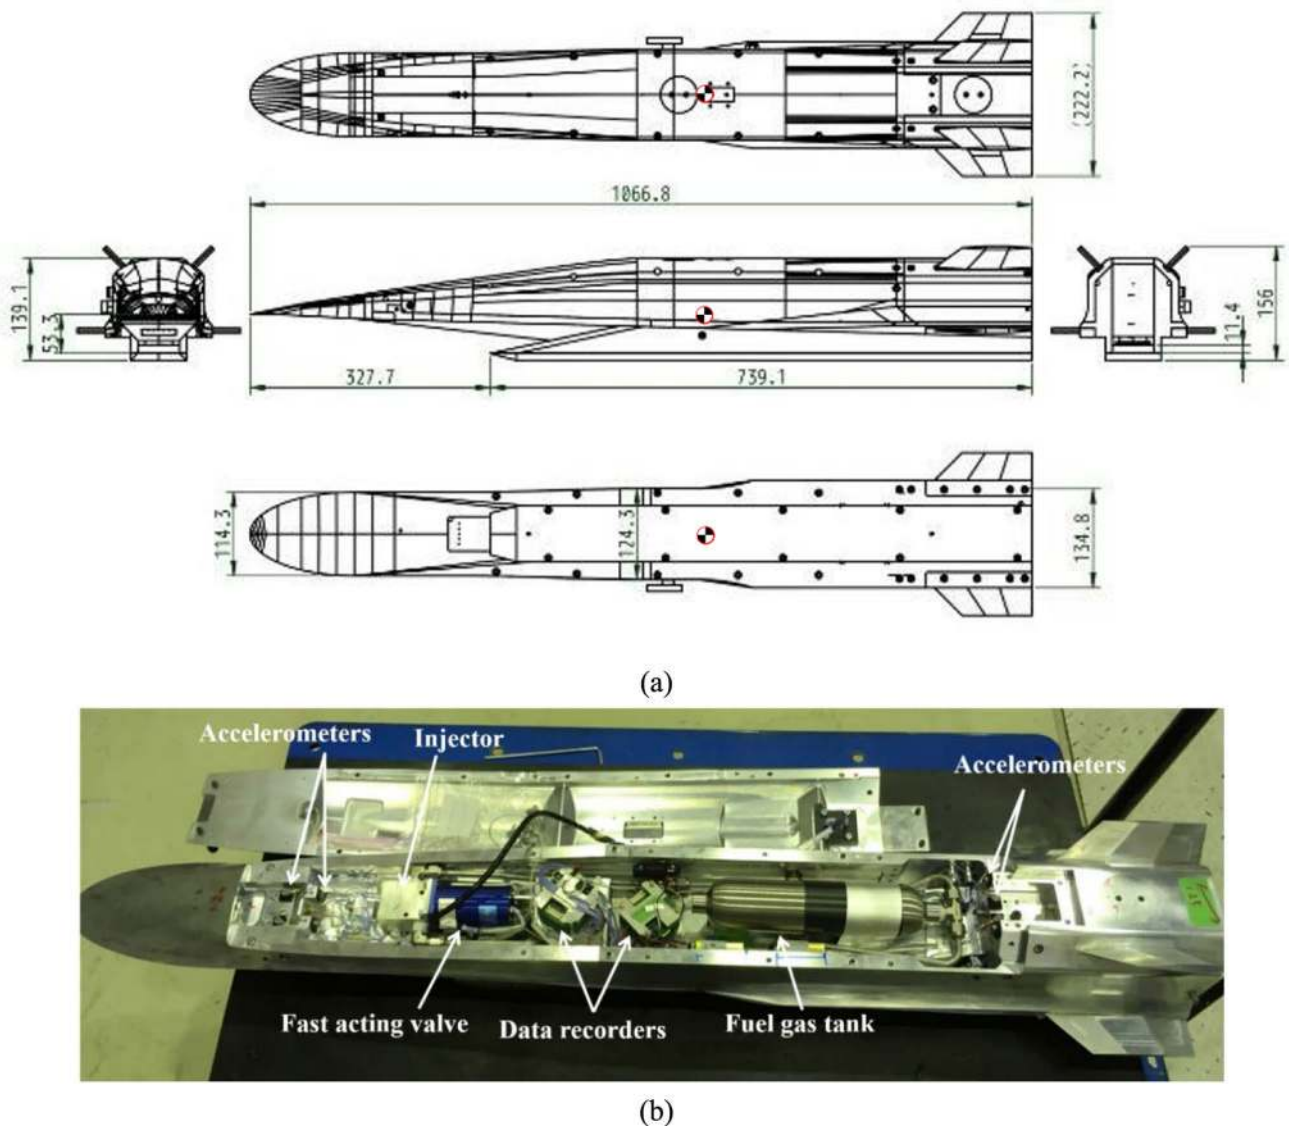 (222.2)
1066.8
139.1
53.3
156
11.4
327.7
739.1
114.3
124.3
134.8
(a)
Accelerometers
Injector
Accelerometers
Fast acting valve
Data recorders
Fuel gas tank
(b)